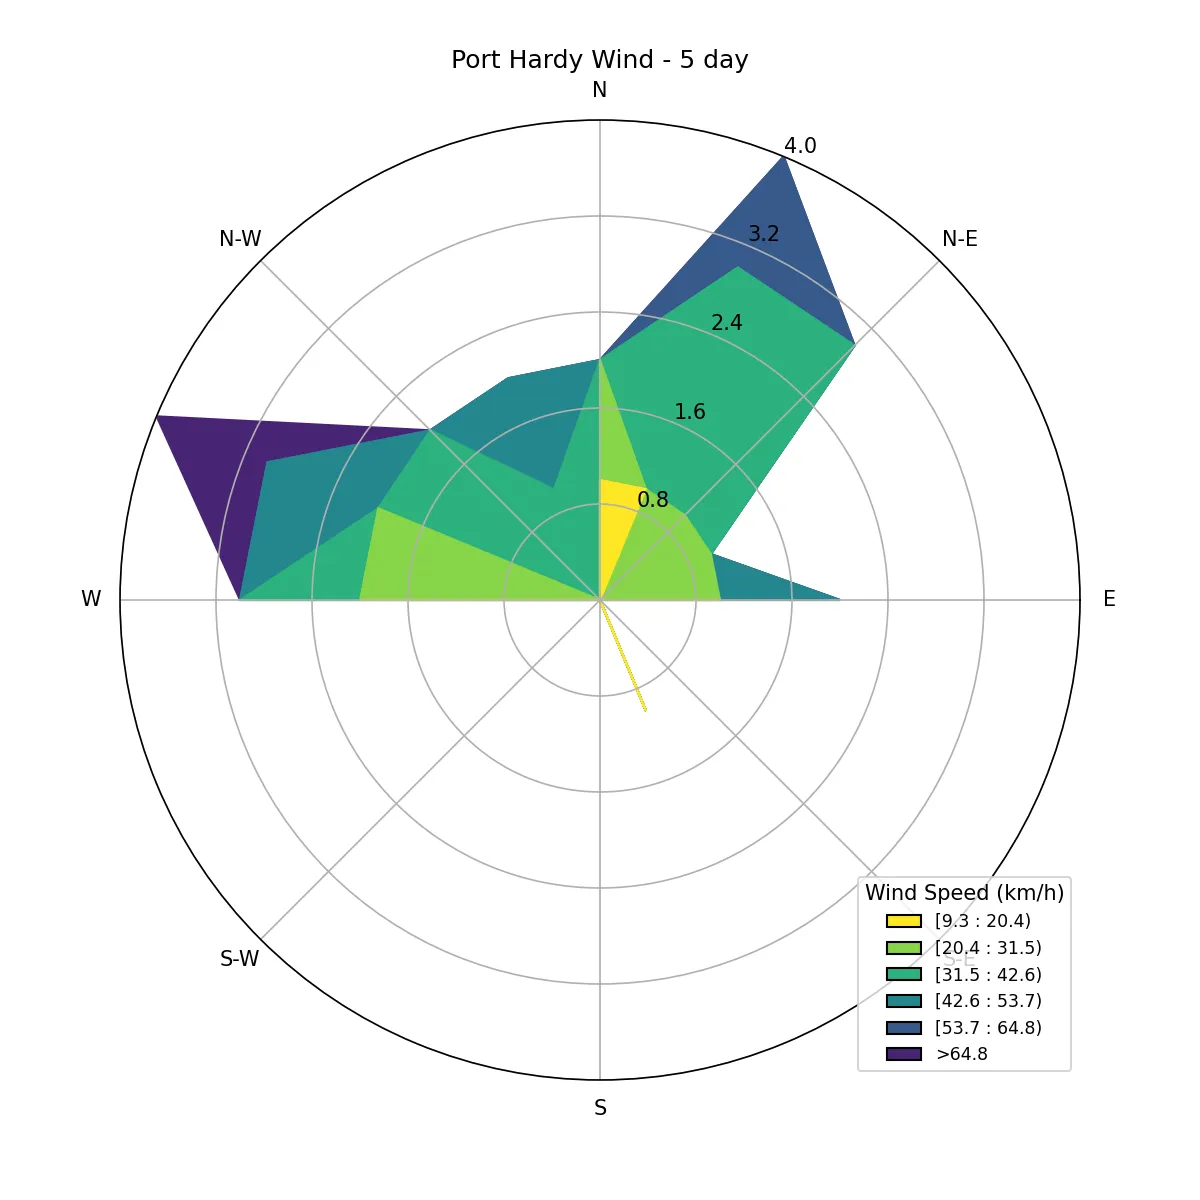 Port Hardy Wind - 5 day
N
4.0
N-W
3.2
N-E
2.4
1.6
0.8
W
E
Wind Speed (km/h)
[9.3 : 20.4)
[20.4 : 31.5)
S-W
S-E
[31.5 : 42.6)
[42.6 : 53.7)
[53.7 : 64.8)
>64.8
S